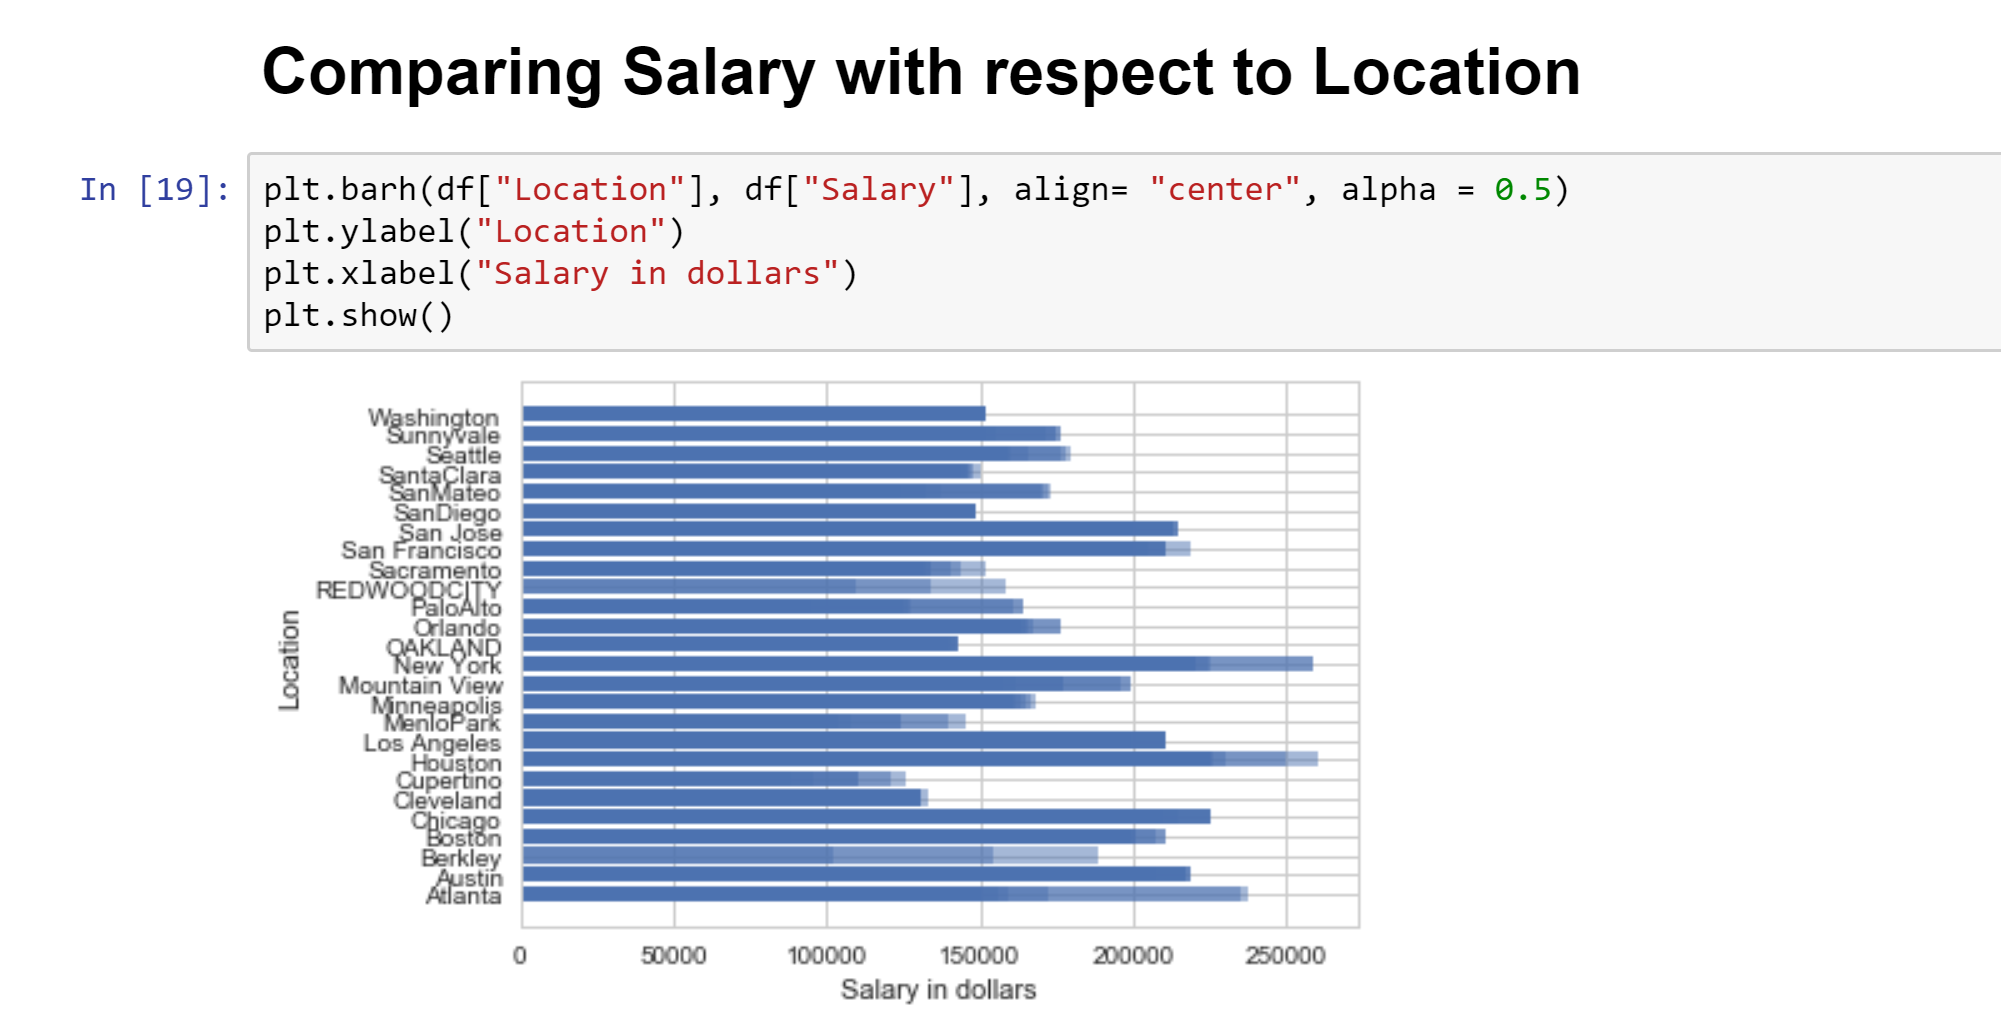 Comparing Salary with respect to Location
In [19]: plt.barh(df["Location"], df["Salary"], align= "center", alpha = 0.5)
plt.ylabel("Location")
plt.xlabel("Salary in dollars")
plt.show()
Washington
Sunnyvale
Seattle
SantaClara
SanMateo
SanDiego
San Jose
San Francisco
Sacramento
REDWOODCITY
PaloAlto
Orlando
OAKLAND
New York
Mountain View
Minneapolis
MenloPark
Los Angeles
Houston
Cupertino
Cleveland
Chicago
Boston
Berkley
Austin
Atlanta
Location
0 50000 100000 150000 200000 250000
Salary in dollars